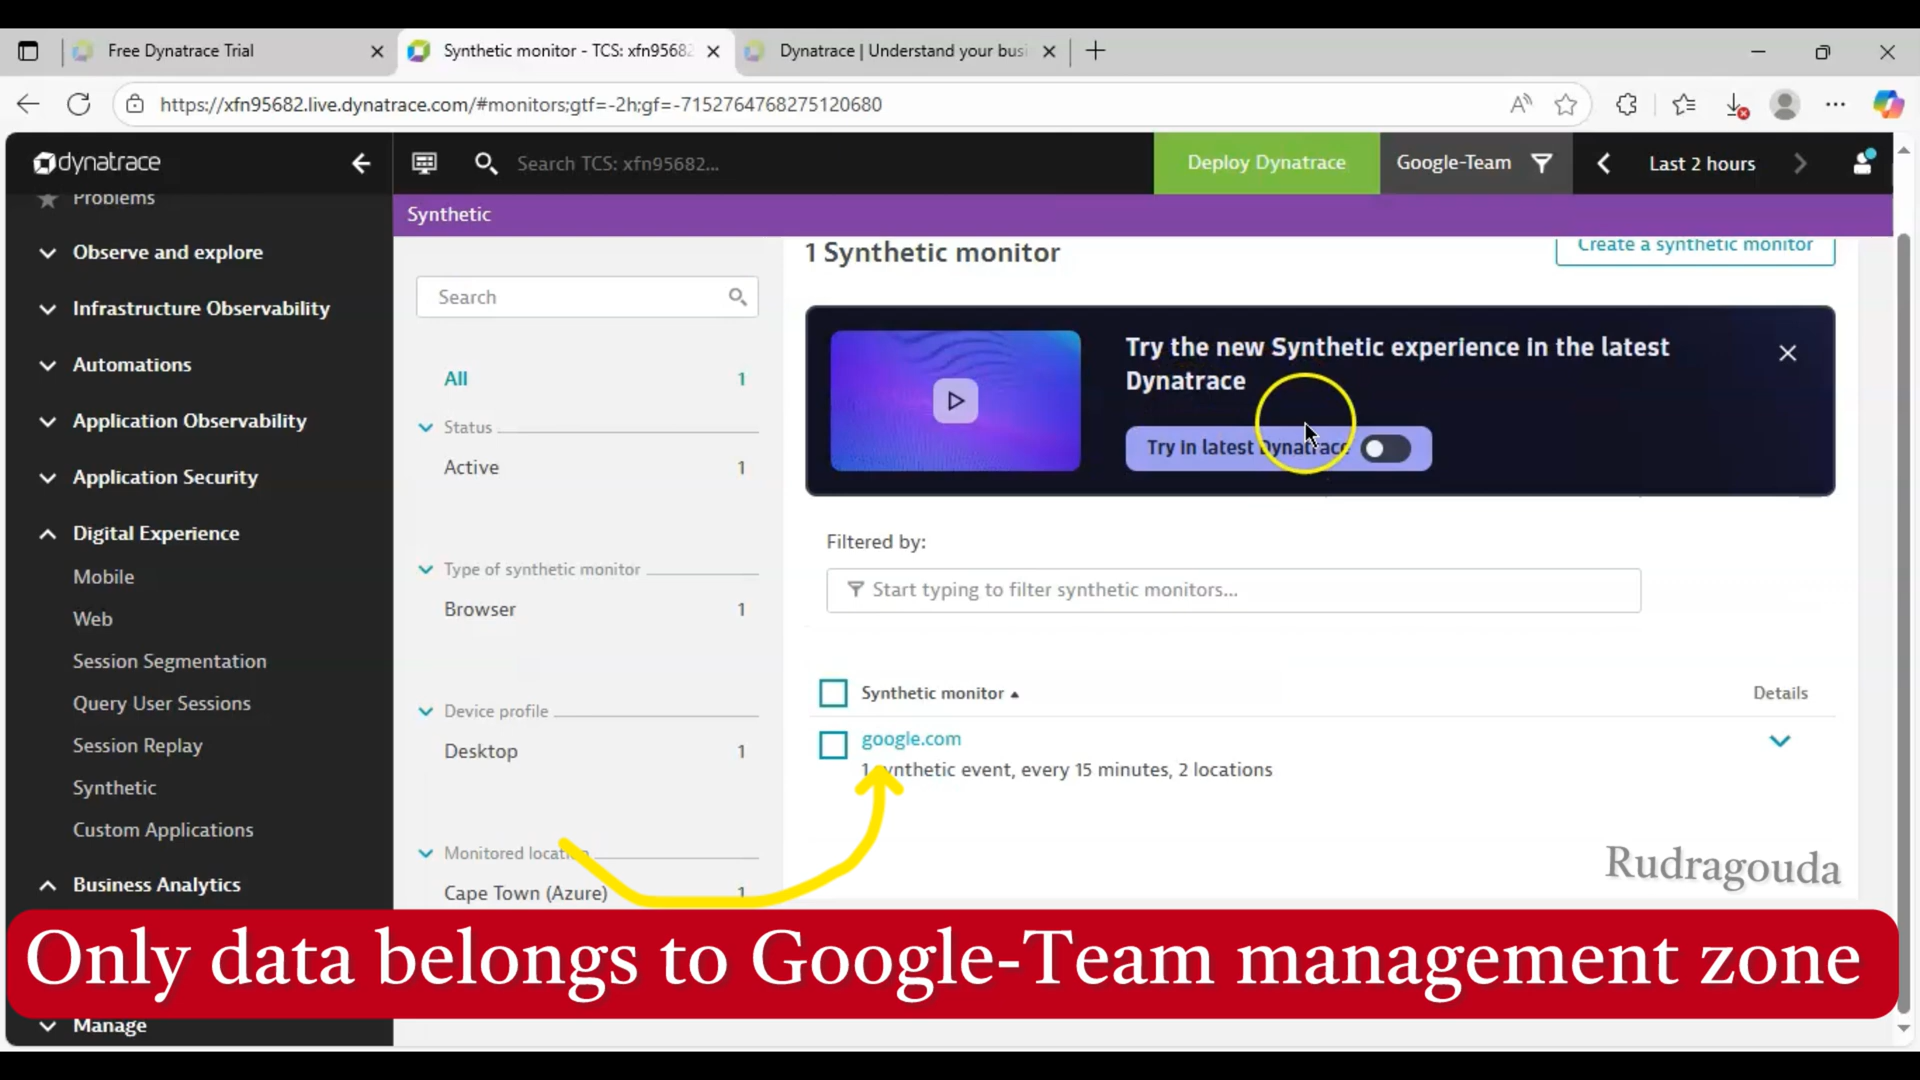 Free Dynatrace Trial
Synthetic monitor - TCS: xfn95682
Dynatrace | Understand your busi
https://xfn95682.live.dynatrace.com/#monitors;gtf=-2h;gf=-7152764768275120680
dynatrace
Search TCS: xfn95682...
Deploy Dynatrace
Google-Team
Last 2 hours
Problems
Observe and explore
Infrastructure Observability
Automations
Application Observability
Application Security
Digital Experience
Mobile
Web
Session Segmentation
Query User Sessions
Session Replay
Synthetic
Custom Applications
Business Analytics
Manage
Synthetic
Search
All 1
Status
Active 1
Type of synthetic monitor
Browser 1
Device profile
Desktop 1
Monitored location
Cape Town (Azure) 1
1 Synthetic monitor
Create a synthetic monitor
Try the new Synthetic experience in the latest
Dynatrace
Try in latest Dynatrace
Filtered by:
Start typing to filter synthetic monitors...
Synthetic monitor Details
google.com
1 synthetic event, every 15 minutes, 2 locations
Rudragouda
Only data belongs to Google-Team management zone